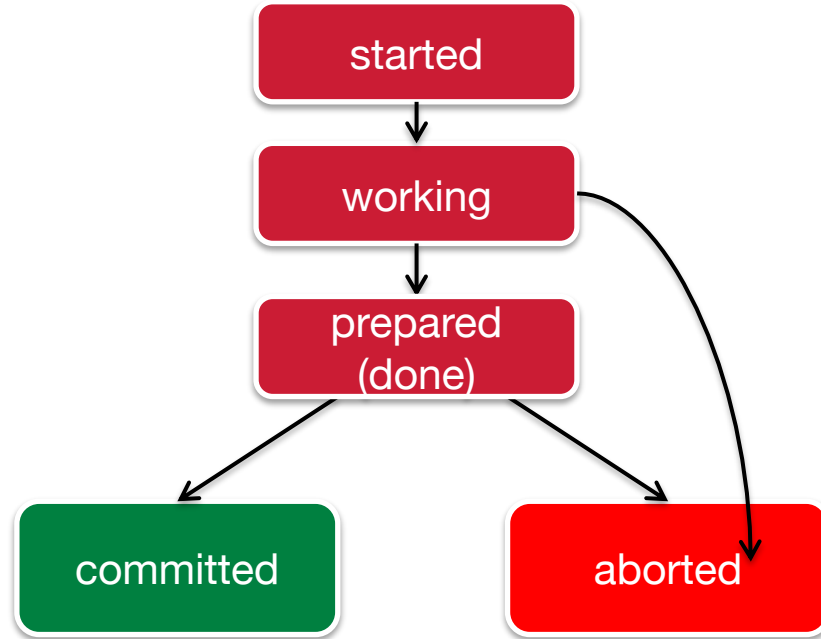 started
working
prepared
(done)
committed
aborted